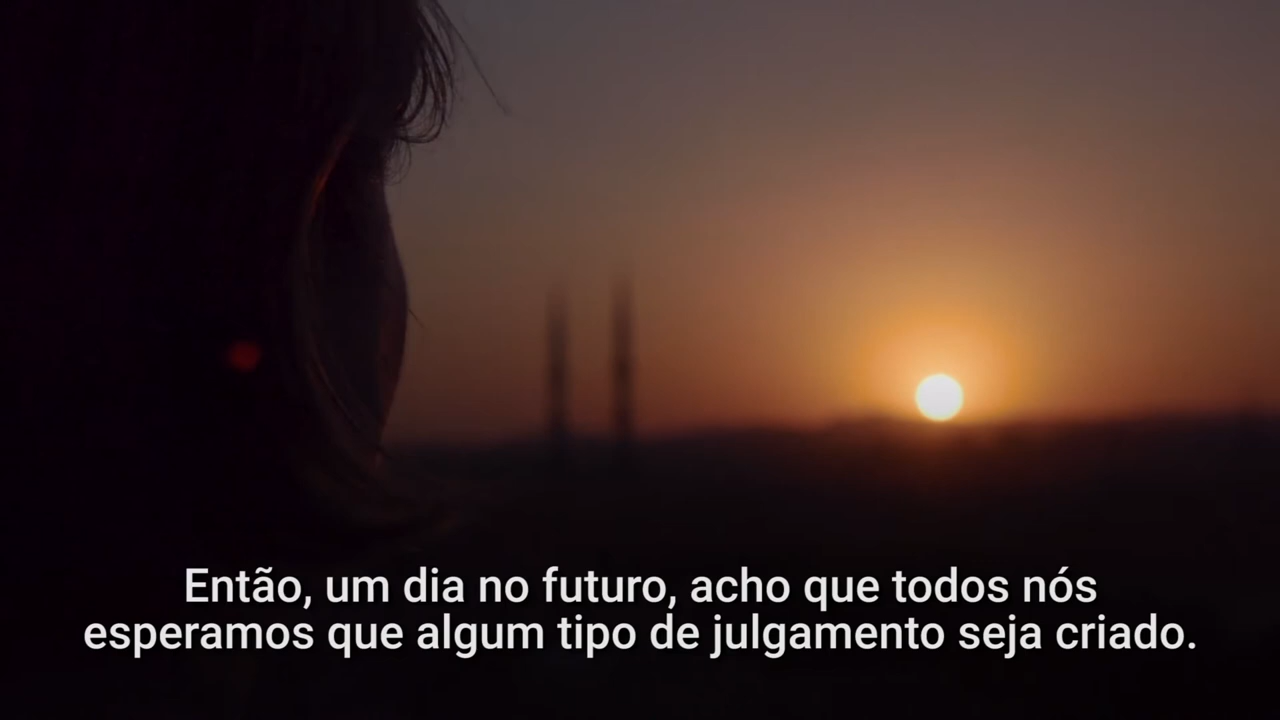 Então, um dia no futuro, acho que todos nós
esperamos que algum tipo de julgamento seja criado.